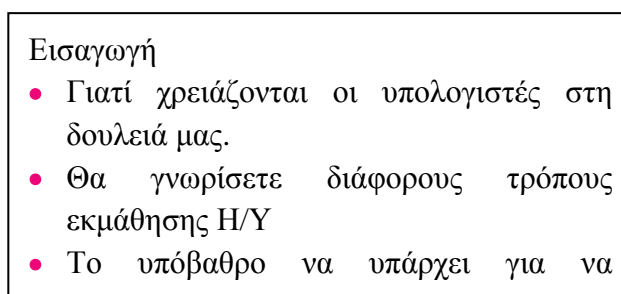 Εισαγωγή
● Γιατί χρειάζονται οι υπολογιστές στη
δουλειά μας.
● Θα γνωρίσετε διάφορους τρόπους
εκμάθησης Η/Υ
● Το υπόβαθρο να υπάρχει για να